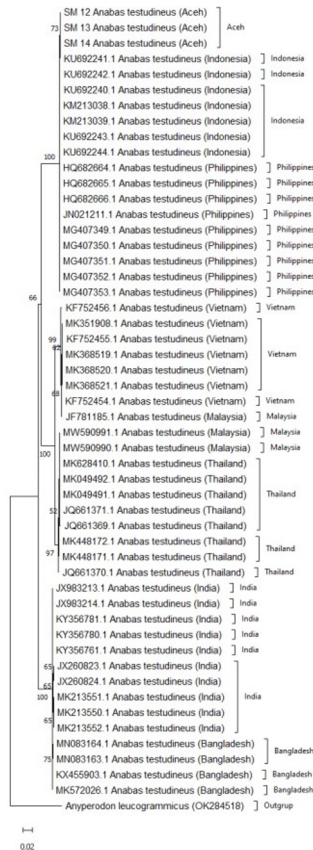 SM 12 Anabas testudineus (Aceh)
73
SM 13 Anabas testudineus (Aceh) Aceh
SM 14 Anabas testudineus (Aceh)
KU692241.1 Anabas testudineus (Indonesia) Indonesia
KU692242.1 Anabas testudineus (Indonesia) Indonesia
KU692240.1 Anabas testudineus (Indonesia)
KM213038.1 Anabas testudineus (Indonesia)
KM213039.1 Anabas testudineus (Indonesia) Indonesia
KU692243.1 Anabas testudineus (Indonesia)
KU692244.1 Anabas testudineus (Indonesia)
100
HQ682664.1 Anabas testudineus (Philippines) Philippines
HQ682665.1 Anabas testudineus (Philippines) Philippines
HQ682666.1 Anabas testudineus (Philippines) Philippines
JN021211.1 Anabas testudineus (Philippines) Philippines
MG407349.1 Anabas testudineus (Philippines) Philippines
MG407350.1 Anabas testudineus (Philippines) Philippines
MG407351.1 Anabas testudineus (Philippines) Philippines
MG407352.1 Anabas testudineus (Philippines) Philippines
MG407353.1 Anabas testudineus (Philippines) Philippines
66
KF752456.1 Anabas testudineus (Vietnam) Vietnam
MK351908.1 Anabas testudineus (Vietnam)
99
KF752455.1 Anabas testudineus (Vietnam)
62
MK368519.1 Anabas testudineus (Vietnam) Vietnam
MK368520.1 Anabas testudineus (Vietnam)
MK368521.1 Anabas testudineus (Vietnam)
68
KF752454.1 Anabas testudineus (Vietnam) Vietnam
JF781185.1 Anabas testudineus (Malaysia) Malaysia
MW590991.1 Anabas testudineus (Malaysia) Malaysia
MW590990.1 Anabas testudineus (Malaysia) Malaysia
100
MK628410.1 Anabas testudineus (Thailand)
MK049492.1 Anabas testudineus (Thailand)
MK049491.1 Anabas testudineus (Thailand) Thailand
JQ661371.1 Anabas testudineus (Thailand)
52
JQ661369.1 Anabas testudineus (Thailand)
MK448172.1 Anabas testudineus (Thailand) Thailand
97
MK448171.1 Anabas testudineus (Thailand)
JQ661370.1 Anabas testudineus (Thailand) Thailand
JX983213.1 Anabas testudineus (India) India
JX983214.1 Anabas testudineus (India) India
KY356781.1 Anabas testudineus (India) India
KY356780.1 Anabas testudineus (India) India
KY356761.1 Anabas testudineus (India) India
65
JX260823.1 Anabas testudineus (India)
65
JX260824.1 Anabas testudineus (India)
100
MK213551.1 Anabas testudineus (India) India
MK213550.1 Anabas testudineus (India)
65
MK213552.1 Anabas testudineus (India)
MN083164.1 Anabas testudineus (Bangladesh)
75
MN083163.1 Anabas testudineus (Bangladesh) Bangladesh
KX455903.1 Anabas testudineus (Bangladesh) Bangladesh
MK572026.1 Anabas testudineus (Bangladesh) Bangladesh
Anyperodon leucogrammicus (OK284518) Outgrup
0.02